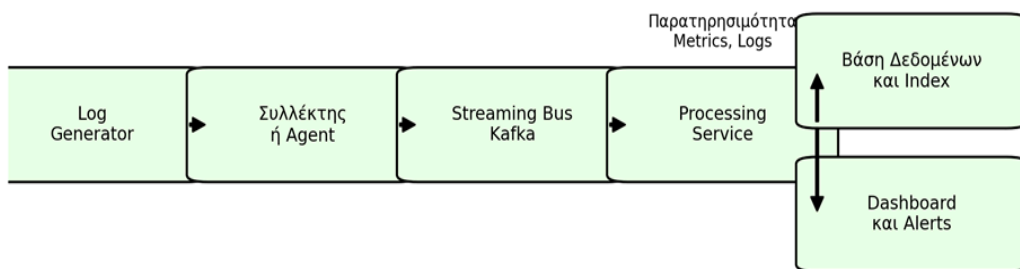 Παρατηρησιμότητα
Metrics, Logs
Log
Generator
Συλλέκτης
ή Agent
Streaming Bus
Kafka
Processing
Service
Βάση Δεδομένων
και Index
Dashboard
και Alerts